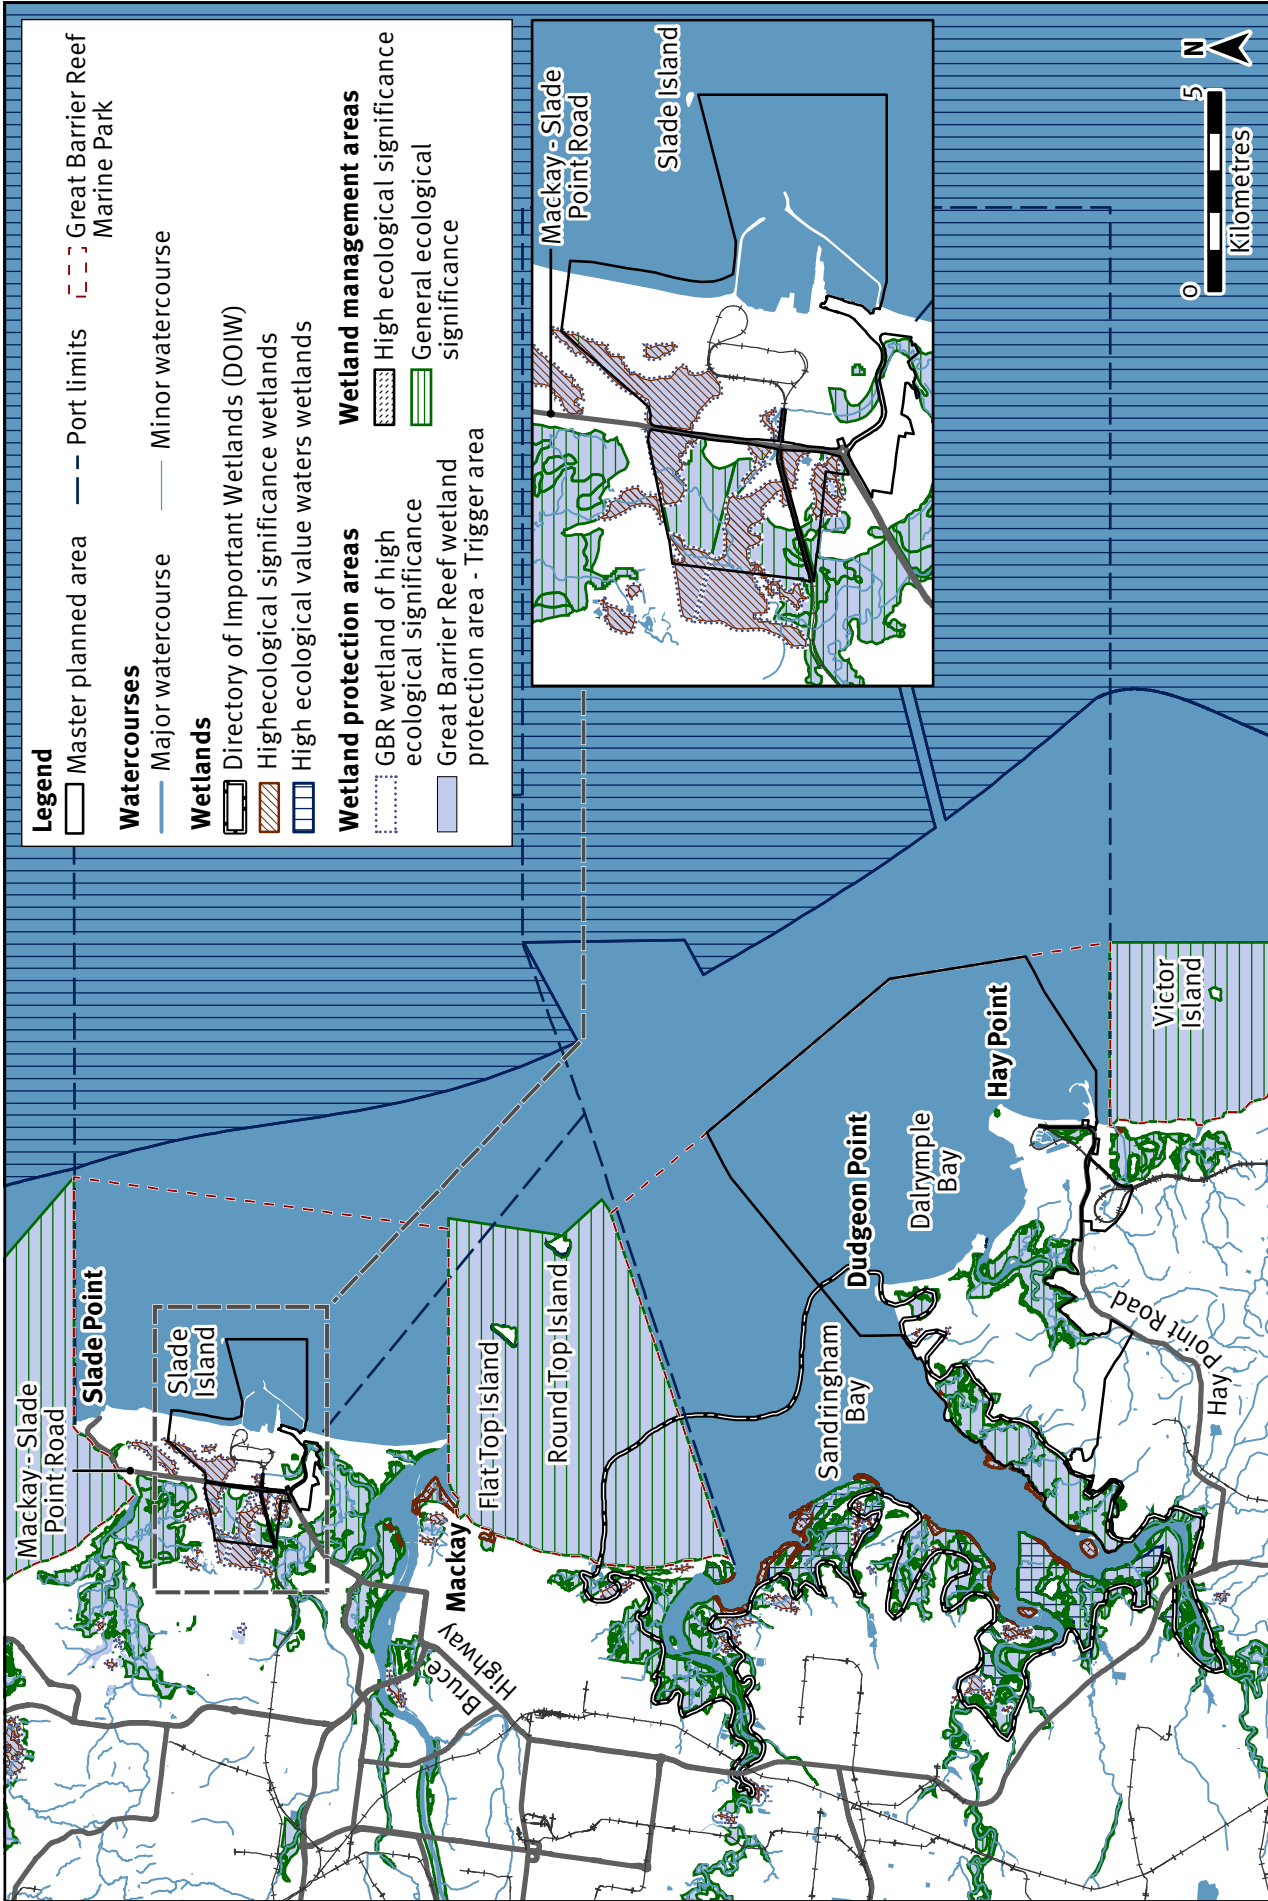 Legend
Master planned area
Port limits
Great Barrier Reef
Marine Park
Watercourses
Major watercourse
Minor watercourse
Wetlands
Directory of Important Wetlands (DOIW)
Highecological significance wetlands
High ecological value waters wetlands
Wetland protection areas
GBR wetland of high
ecological significance
Great Barrier Reef wetland
protection area - Trigger area
Wetland management areas
High ecological significance
General ecological
significance
Mackay - Slade
Point Road
Slade Island
Mackay - Slade
Point Road
Slade Point
Slade
Island
Mackay
Flat Top Island
Round Top Island
Bruce
Highway
Sandringham
Bay
Dudgeon Point
Dalrymple
Bay
Hay Point
Victor
Island
Hay Point Road
0 5
Kilometres
N